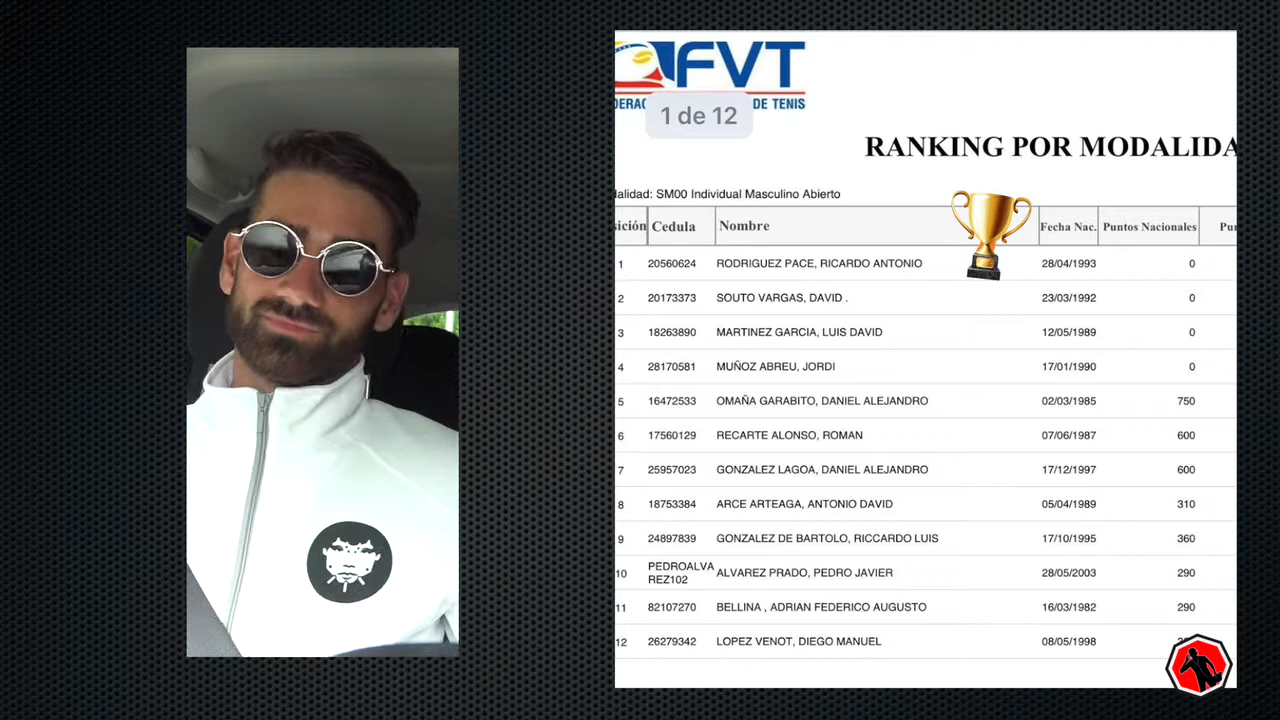 FVT
DE TENIS
1 de 12
RANKING POR MODALIDA
alidad: SM00 Individual Masculino Abierto
sición Cedula Nombre Fecha Nac. Puntos Nacionales Pu
1 20560624 RODRIGUEZ PACE, RICARDO ANTONIO 28/04/1993 0
2 20173373 SOUTO VARGAS, DAVID . 23/03/1992 0
3 18263890 MARTINEZ GARCIA, LUIS DAVID 12/05/1989 0
4 28170581 MUÑOZ ABREU, JORDI 17/01/1990 0
5 16472533 OMAÑA GARABITO, DANIEL ALEJANDRO 02/03/1985 750
6 17560129 RECARTE ALONSO, ROMAN 07/06/1987 600
7 25957023 GONZALEZ LAGOA, DANIEL ALEJANDRO 17/12/1997 600
8 18753384 ARCE ARTEAGA, ANTONIO DAVID 05/04/1989 310
9 24897839 GONZALEZ DE BARTOLO, RICCARDO LUIS 17/10/1995 360
10 PEDROALVA REZ102 ALVAREZ PRADO, PEDRO JAVIER 28/05/2003 290
11 82107270 BELLINA , ADRIAN FEDERICO AUGUSTO 16/03/1982 290
12 26279342 LOPEZ VENOT, DIEGO MANUEL 08/05/1998